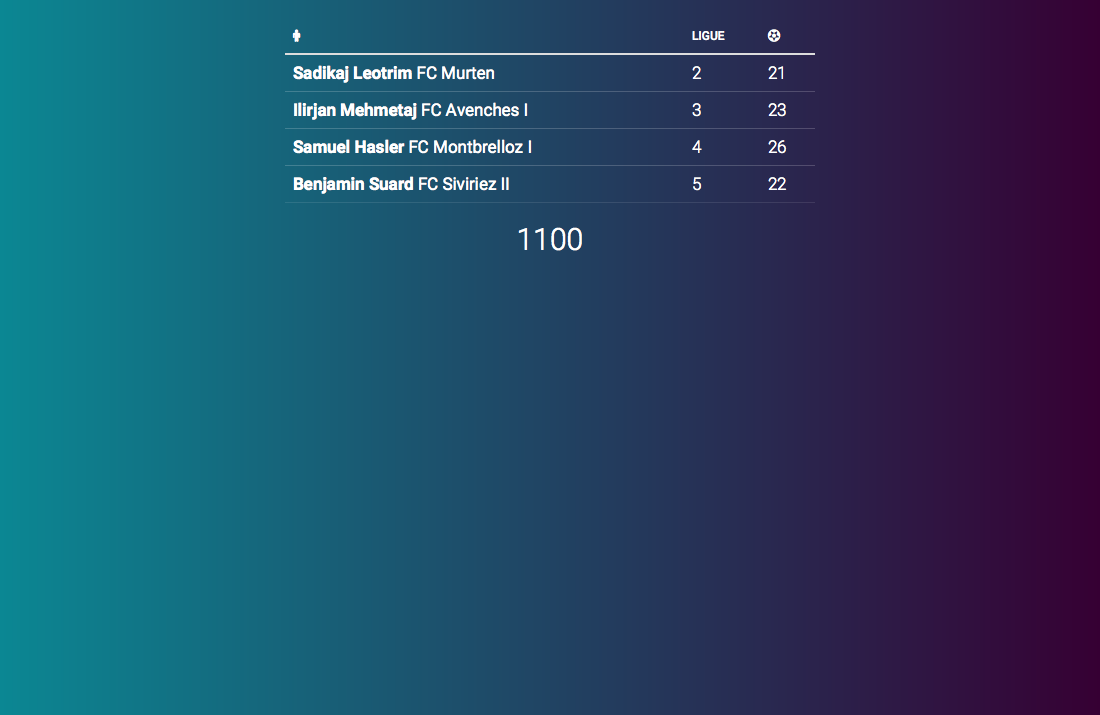 LIGUE
Sadikaj Leotrim FC Murten 2 21
Ilirjan Mehmetaj FC Avenches I 3 23
Samuel Hasler FC Montbrelloz I 4 26
Benjamin Suard FC Siviriez II 5 22
1100